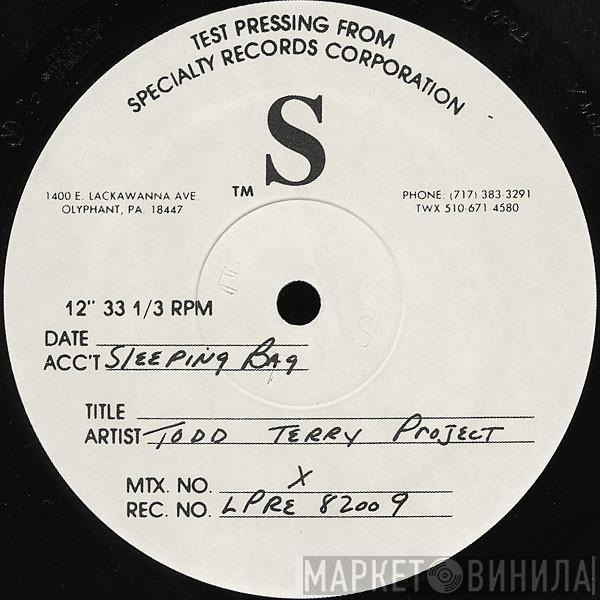 TEST PRESSING FROM
SPECIALTY RECORDS CORPORATION
S
TM
1400 E. LACKAWANNA AVE.
OLYPHANT, PA. 18447
PHONE: (717) 383-3291
TWX 510-671-4580
12" 33 1/3 RPM
DATE
ACC'T SLEEPING BAG
TITLE
ARTIST TODD TERRY PROJECT
MTX. NO. X
REC. NO. LPRE 82009
МАРКЕТ ВИНИЛА